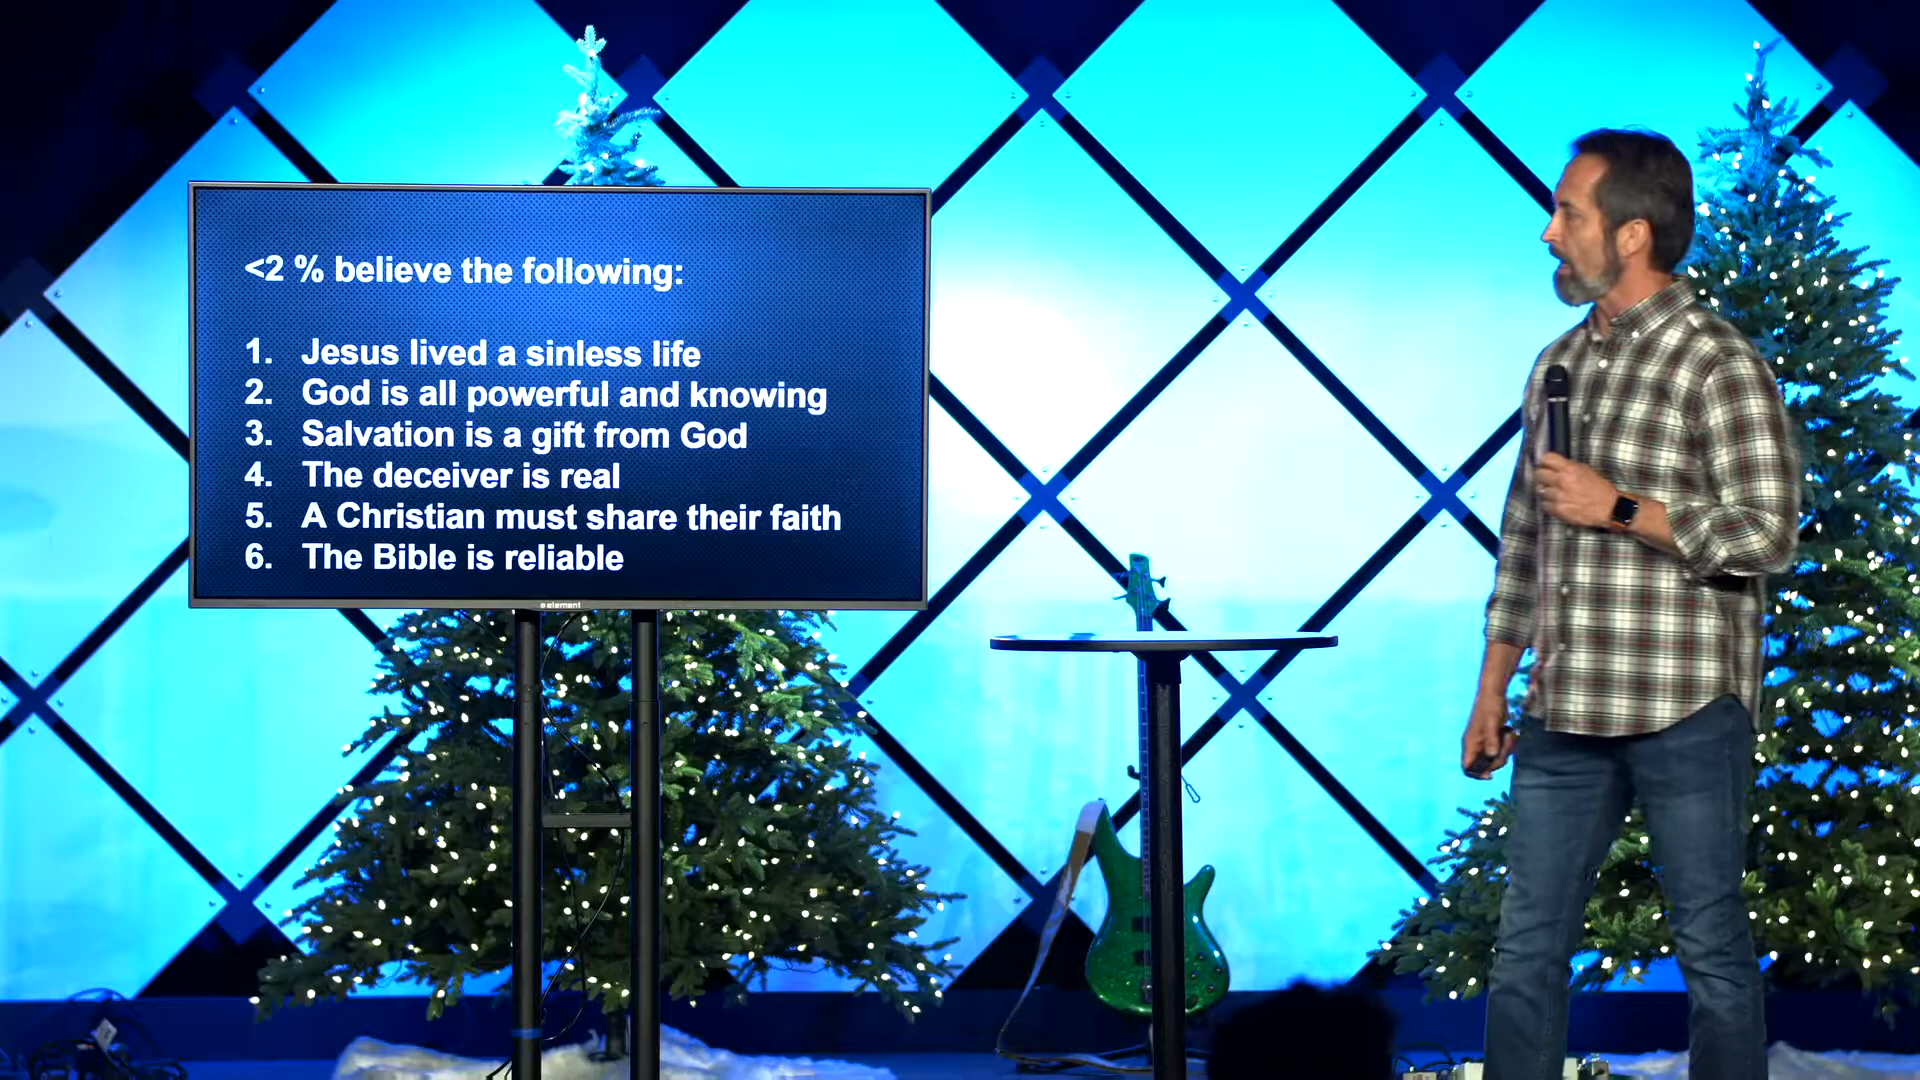 <2 % believe the following:
1. Jesus lived a sinless life
2. God is all powerful and knowing
3. Salvation is a gift from God
4. The deceiver is real
5. A Christian must share their faith
6. The Bible is reliable
element